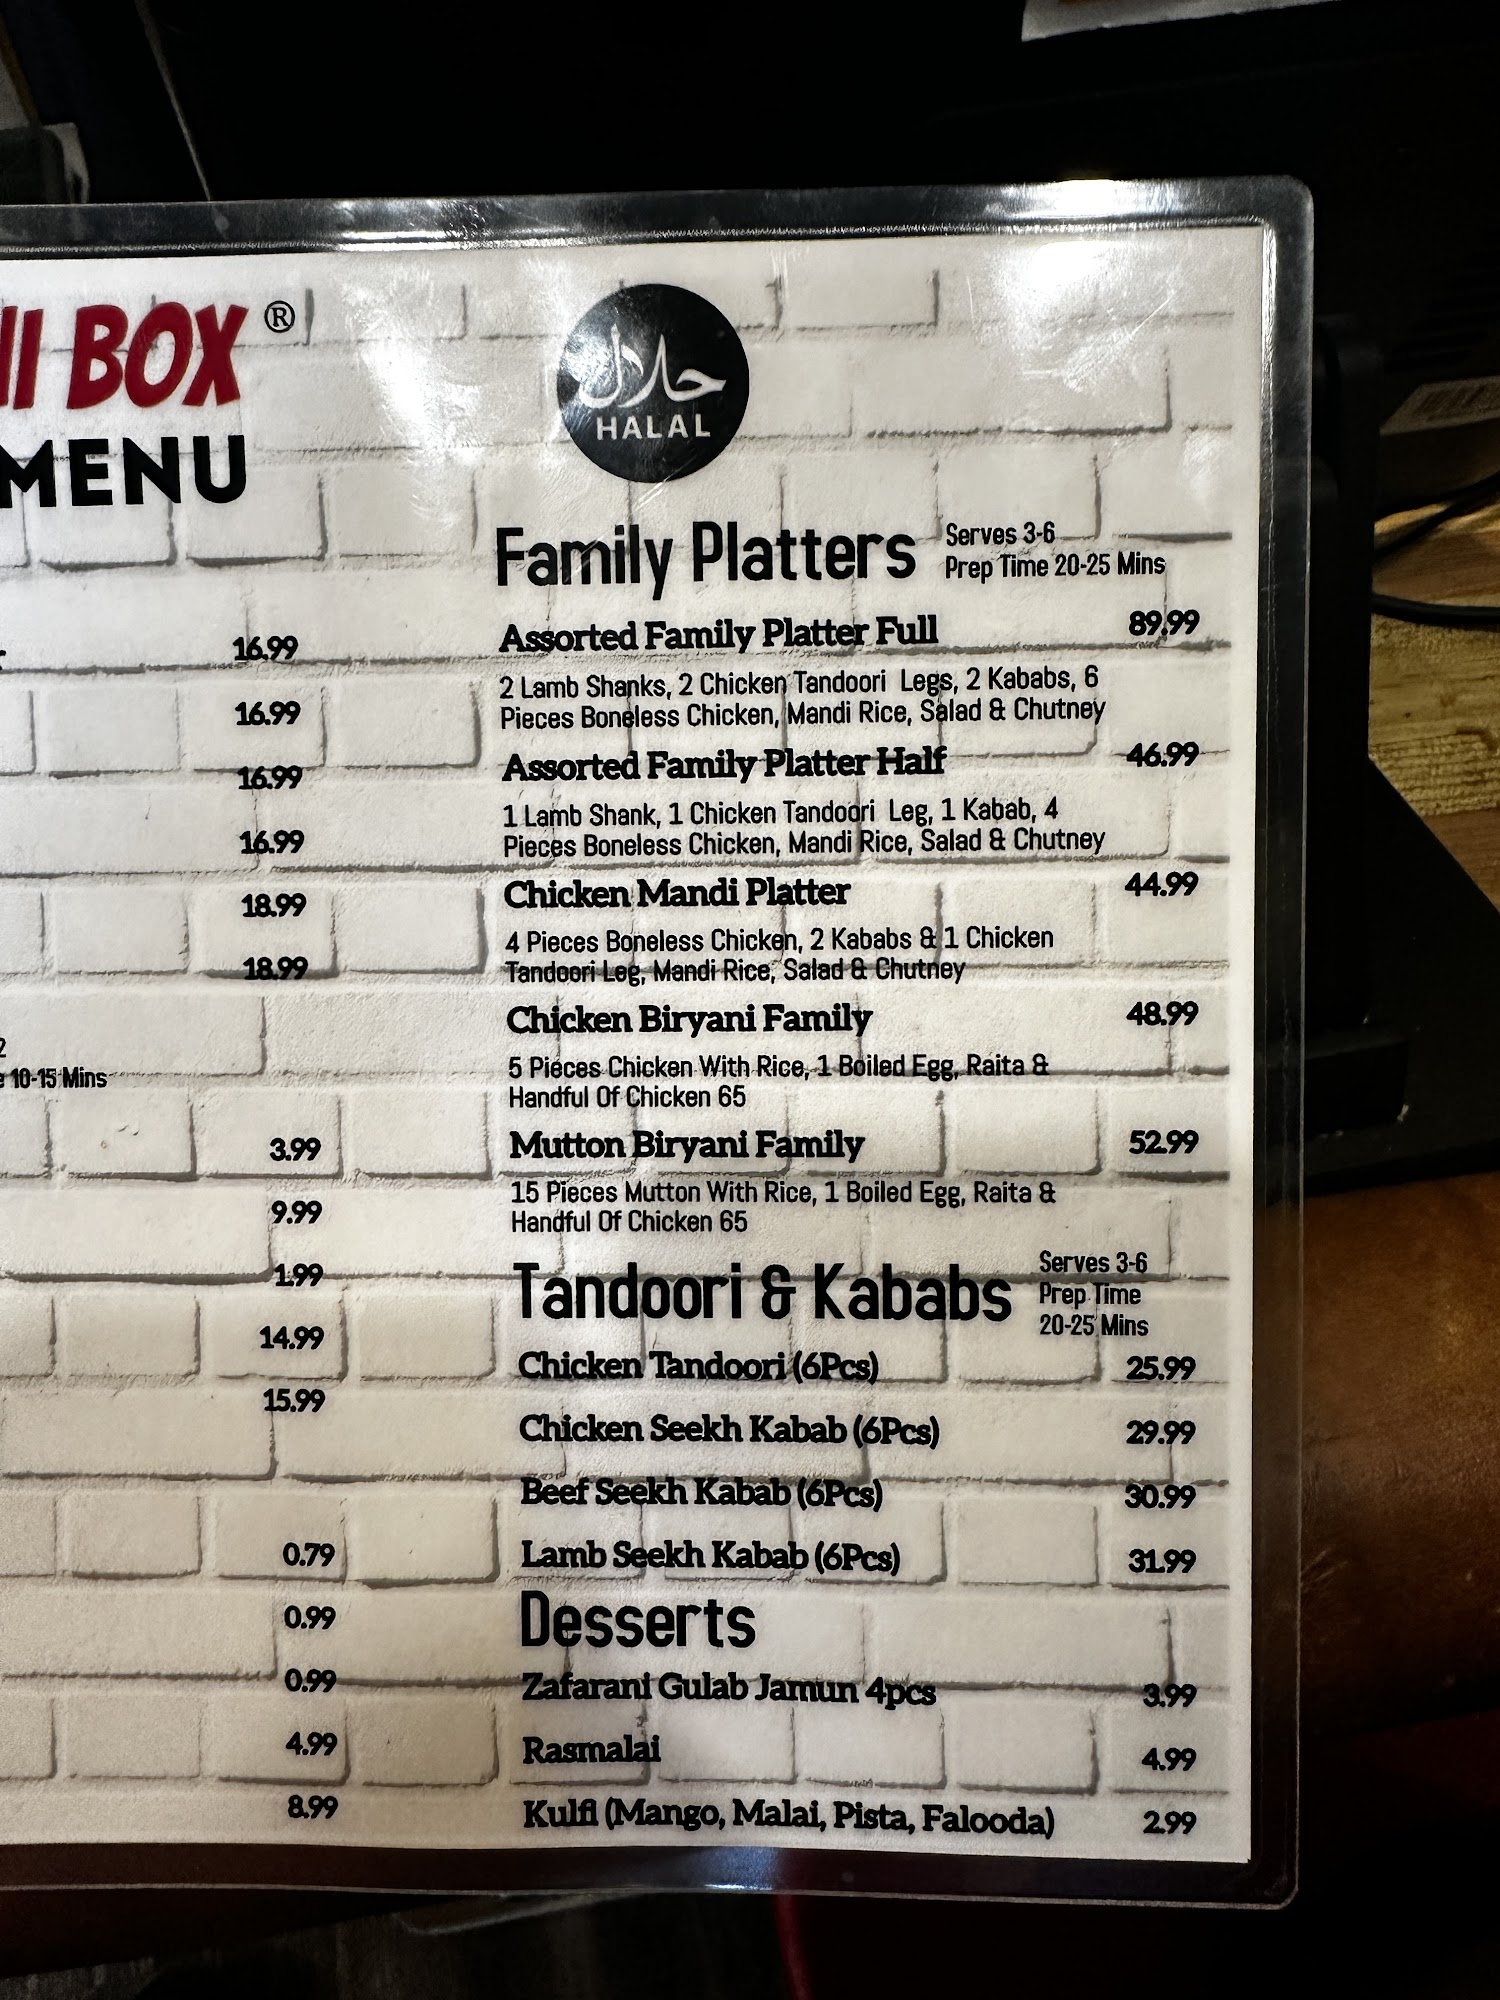 BOX ®
MENU
16.99
16.99
16.99
16.99
18.99
18.99
2
10-15 Mins
3.99
9.99
1.99
14.99
15.99
0.79
0.99
0.99
4.99
8.99
حلال
HALAL
Family Platters
Serves 3-6
Prep Time 20-25 Mins
Assorted Family Platter Full 89.99
2 Lamb Shanks, 2 Chicken Tandoori Legs, 2 Kababs, 6
Pieces Boneless Chicken, Mandi Rice, Salad & Chutney
Assorted Family Platter Half 46.99
1 Lamb Shank, 1 Chicken Tandoori Leg, 1 Kabab, 4
Pieces Boneless Chicken, Mandi Rice, Salad & Chutney
Chicken Mandi Platter 44.99
4 Pieces Boneless Chicken, 2 Kababs & 1 Chicken
Tandoori Leg, Mandi Rice, Salad & Chutney
Chicken Biryani Family 48.99
5 Pieces Chicken With Rice, 1 Boiled Egg, Raita &
Handful Of Chicken 65
Mutton Biryani Family 52.99
15 Pieces Mutton With Rice, 1 Boiled Egg, Raita &
Handful Of Chicken 65
Tandoori & Kababs
Serves 3-6
Prep Time
20-25 Mins
Chicken Tandoori (6Pcs) 25.99
Chicken Seekh Kabab (6Pcs) 29.99
Beef Seekh Kabab (6Pcs) 30.99
Lamb Seekh Kabab (6Pcs) 31.99
Desserts
Zafarani Gulab Jamun 4pcs 3.99
Rasmalai 4.99
Kulfi (Mango, Malai, Pista, Falooda) 2.99